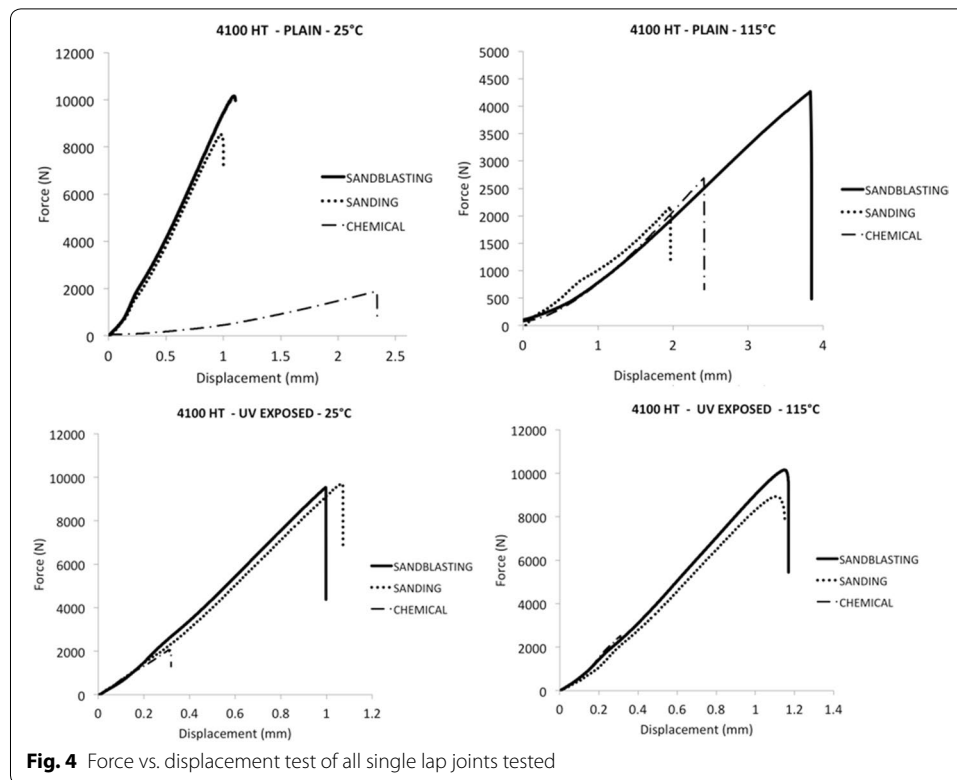 4100 HT - PLAIN - 25°C
12000
10000
8000
6000
4000
2000
0
Force (N)
0 0.5 1 1.5 2 2.5
Displacement (mm)
SANDBLASTING
SANDING
CHEMICAL
4100 HT - PLAIN - 115°C
5000
4500
4000
3500
3000
2500
2000
1500
1000
500
0
Force (N)
0 1 2 3 4
Displacement (mm)
SANDBLASTING
SANDING
CHEMICAL
4100 HT - UV EXPOSED - 25°C
12000
10000
8000
6000
4000
2000
0
Force (N)
0 0.2 0.4 0.6 0.8 1 1.2
Displacement (mm)
SANDBLASTING
SANDING
CHEMICAL
4100 HT - UV EXPOSED - 115°C
12000
10000
8000
6000
4000
2000
0
Force (N)
0 0.2 0.4 0.6 0.8 1 1.2 1.4
Displacement (mm)
SANDBLASTING
SANDING
CHEMICAL
Fig. 4 Force vs. displacement test of all single lap joints tested